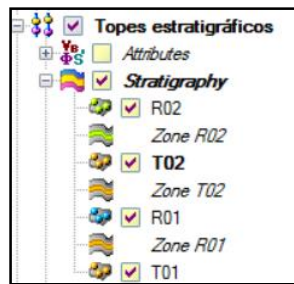 Topes estratigráficos
Attributes
Stratigraphy
R02
Zone R02
T02
Zone T02
R01
Zone R01
T01